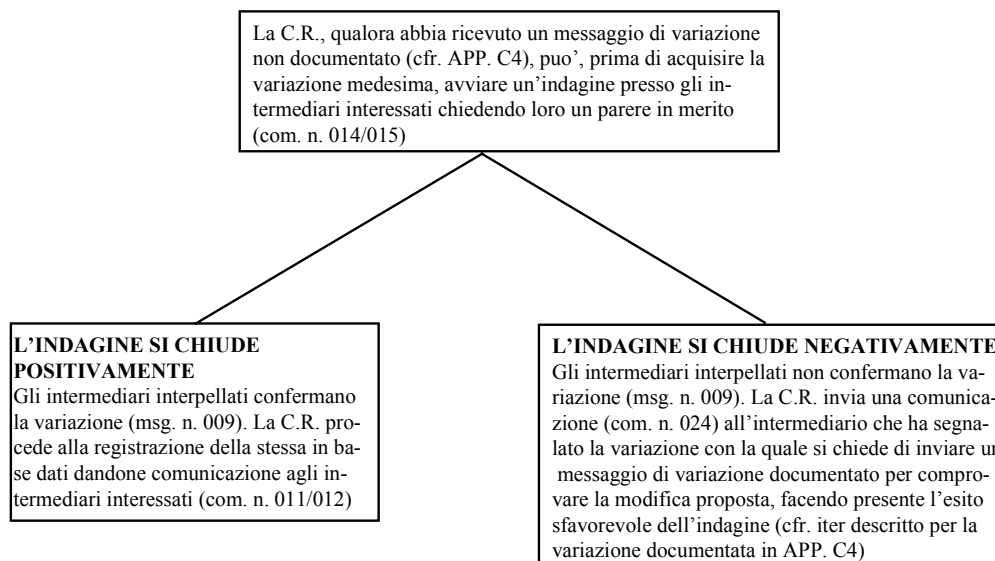 La C.R., qualora abbia ricevuto un messaggio di variazione
non documentato (cfr. APP. C4), puo’, prima di acquisire la
variazione medesima, avviare un’indagine presso gli in-
termediari interessati chiedendo loro un parere in merito
(com. n. 014/015)
L’INDAGINE SI CHIUDE
POSITIVAMENTE
Gli intermediari interpellati confermano
la variazione (msg. n. 009). La C.R. pro-
cede alla registrazione della stessa in ba-
se dati dandone comunicazione agli in-
termediari interessati (com. n. 011/012)
L’INDAGINE SI CHIUDE NEGATIVAMENTE
Gli intermediari interpellati non confermano la va-
riazione (msg. n. 009). La C.R. invia una comunica-
zione (com. n. 024) all’intermediario che ha segna-
lato la variazione con la quale si chiede di inviare un
messaggio di variazione documentato per compro-
vare la modifica proposta, facendo presente l’esito
sfavorevole dell’indagine (cfr. iter descritto per la
variazione documentata in APP. C4)